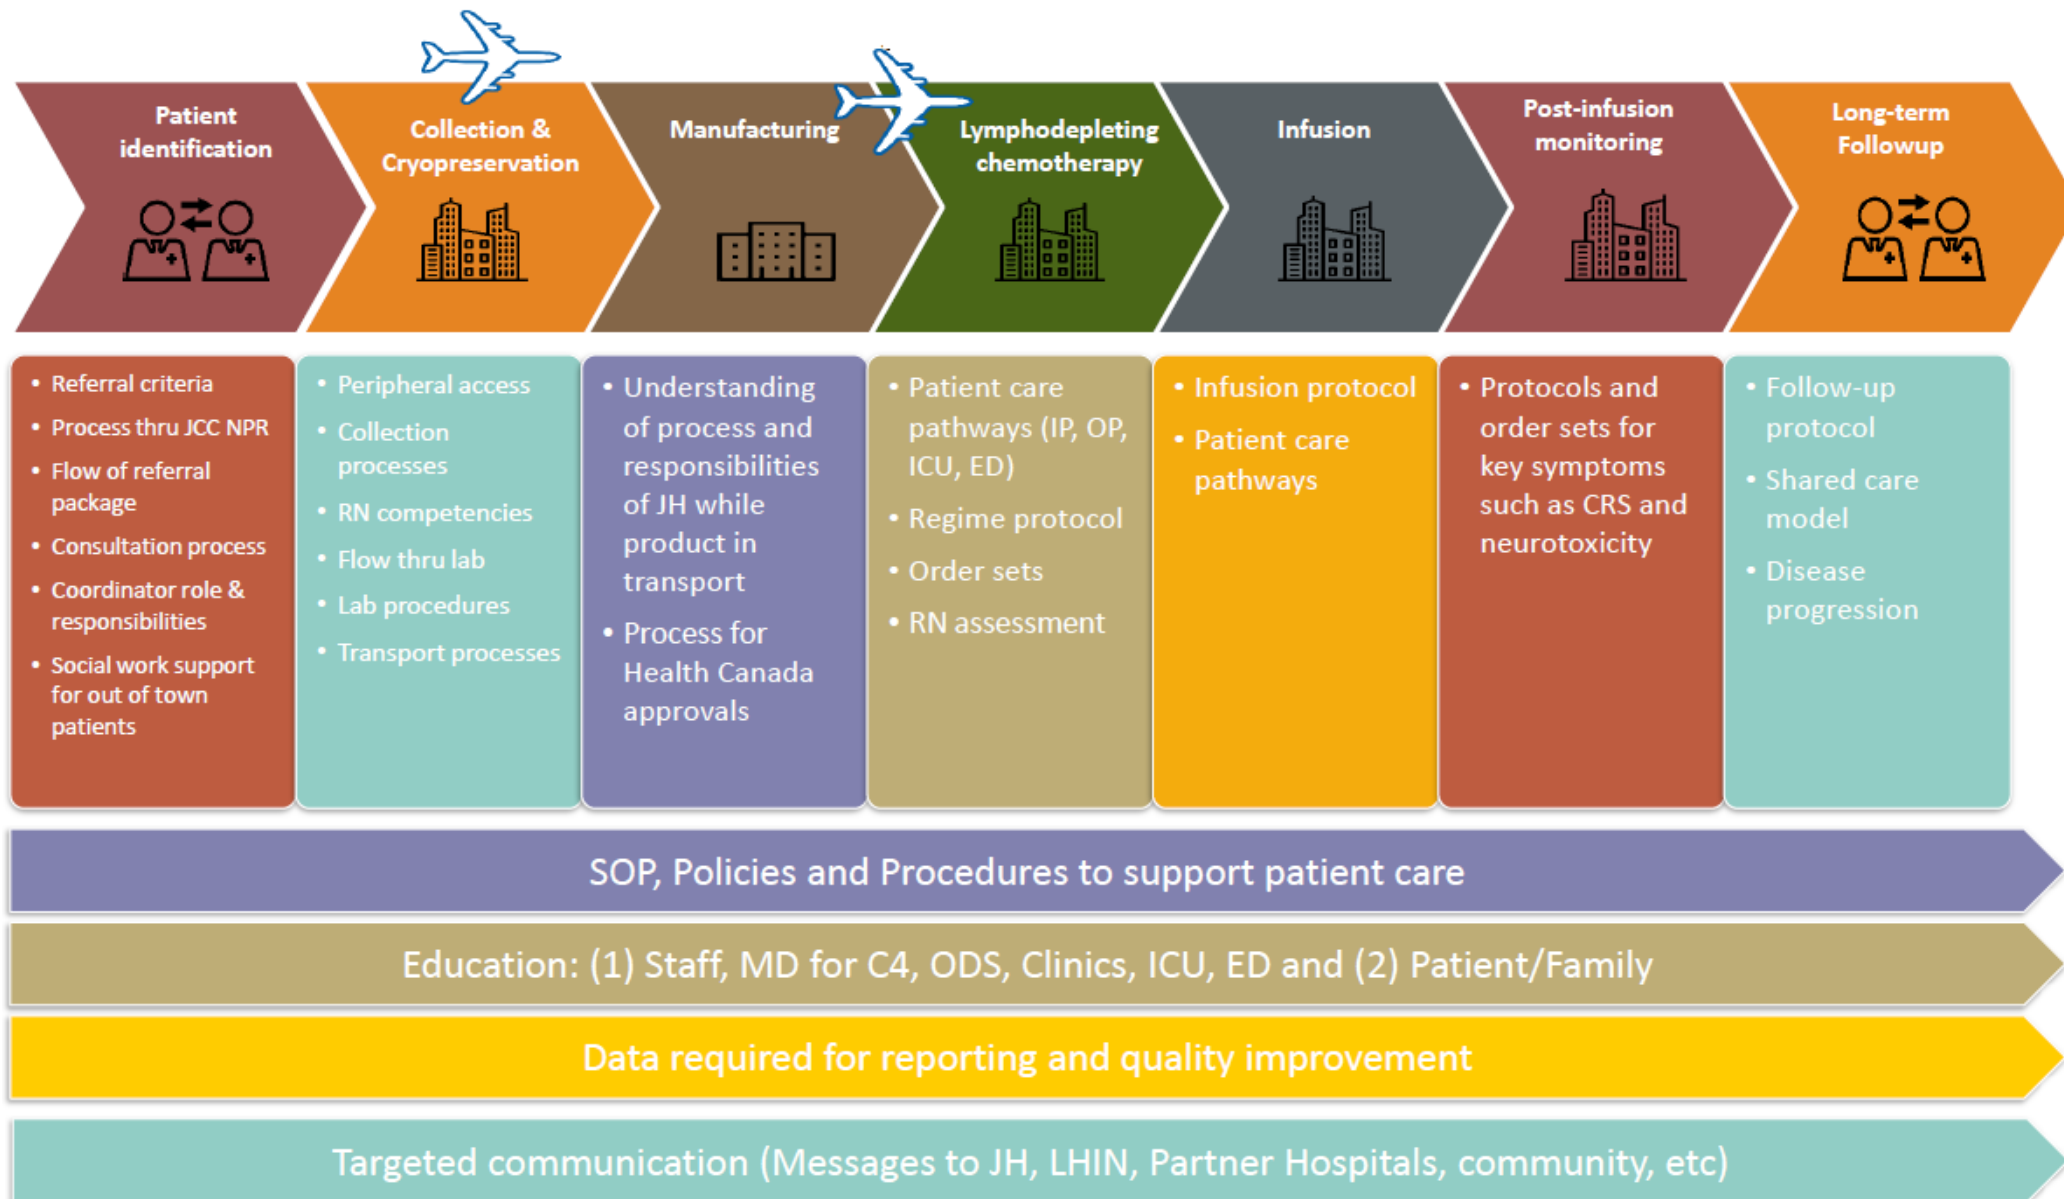 Patient
identification
Collection &
Cryopreservation
Manufacturing
Lymphodepleting
chemotherapy
Infusion
Post-infusion
monitoring
Long-term
Followup
• Referral criteria
• Process thru JCC NPR
• Flow of referral
package
• Consultation process
• Coordinator role &
responsibilities
• Social work support
for out of town
patients
• Peripheral access
• Collection
processes
• RN competencies
• Flow thru lab
• Lab procedures
• Transport processes
• Understanding
of process and
responsibilities
of JH while
product in
transport
• Process for
Health Canada
approvals
• Patient care
pathways (IP, OP,
ICU, ED)
• Regime protocol
• Order sets
• RN assessment
• Infusion protocol
• Patient care
pathways
• Protocols and
order sets for
key symptoms
such as CRS and
neurotoxicity
• Follow-up
protocol
• Shared care
model
• Disease
progression
SOP, Policies and Procedures to support patient care
Education: (1) Staff, MD for C4, ODS, Clinics, ICU, ED and (2) Patient/Family
Data required for reporting and quality improvement
Targeted communication (Messages to JH, LHIN, Partner Hospitals, community, etc)